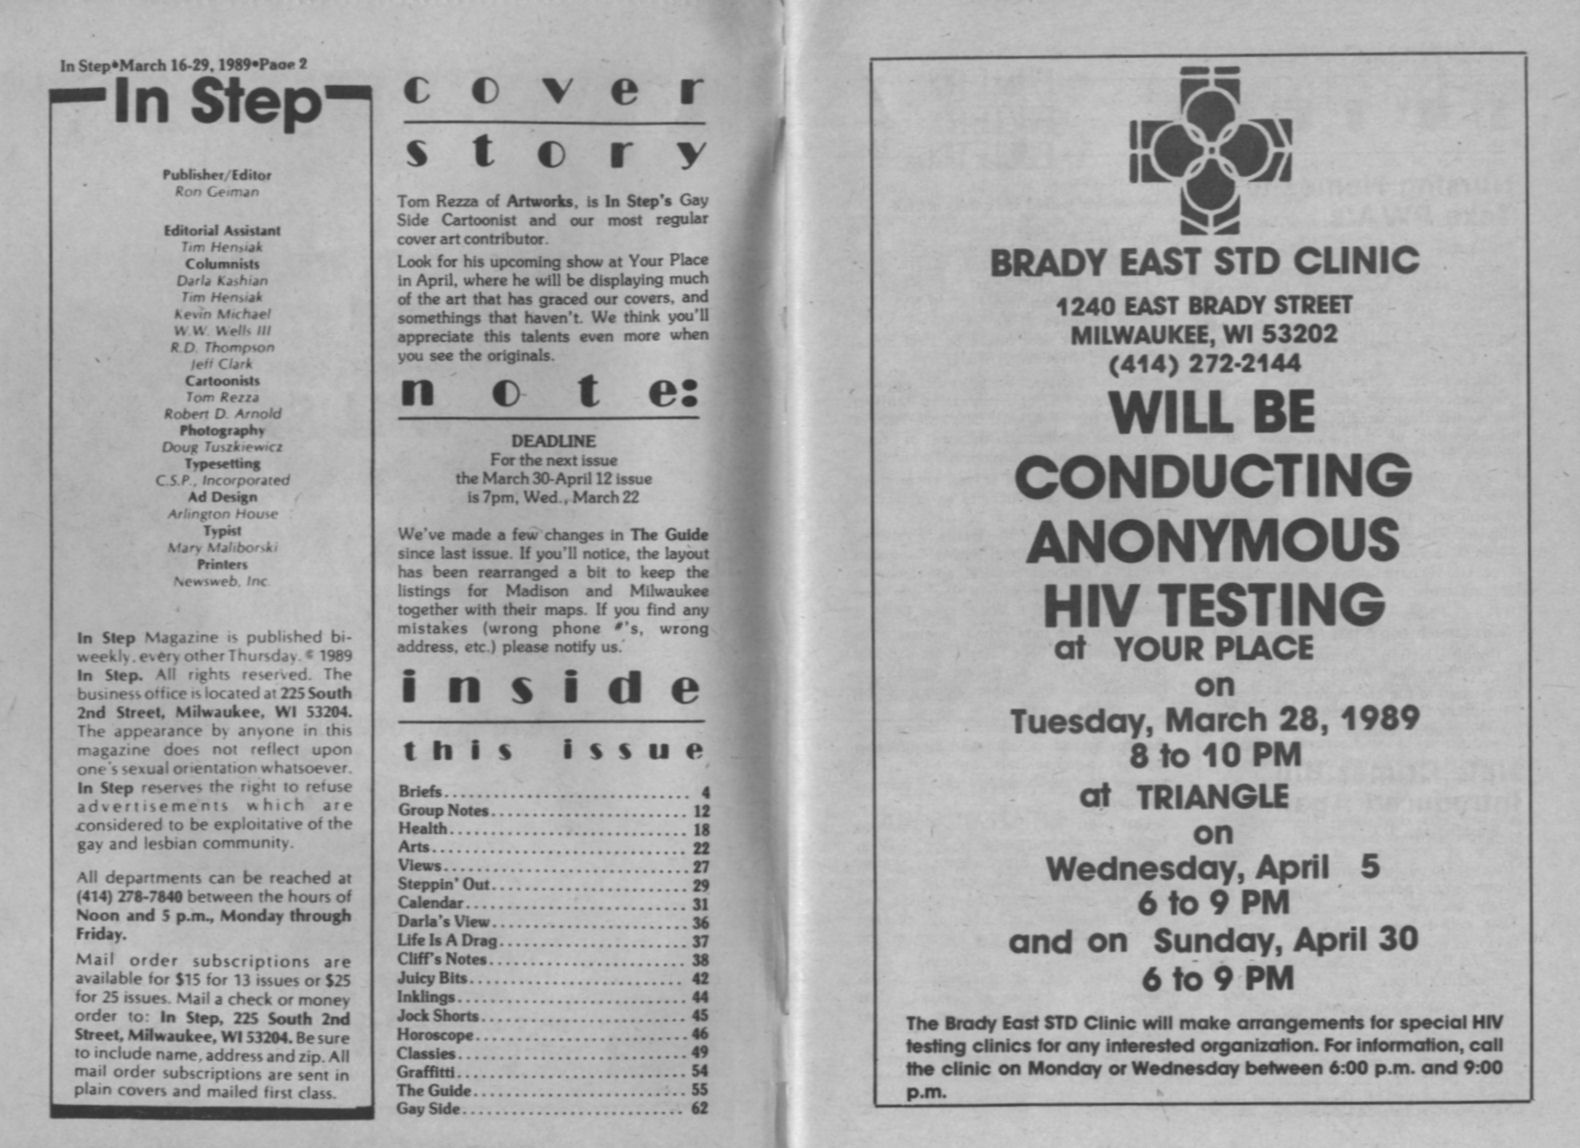 In Step•March 16-29, 1989•Page 2
In Step
Publisher/Editor
Ron Geiman
Editorial Assistant
Tim Hensiak
Columnists
Darla Kashian
Tim Hensiak
Kevin Michael
W.W. Wells III
R.D. Thompson
Jeff Clark
Cartoonists
Tom Rezza
Robert D. Arnold
Photography
Doug Tuszkiewicz
Typesetting
C.S.P., Incorporated
Ad Design
Arlington House
Typist
Mary Maliborski
Printers
Newsweb, Inc.
In Step Magazine is published bi-
weekly, every other Thursday. © 1989
In Step. All rights reserved. The
business office is located at 225 South
2nd Street, Milwaukee, WI 53204.
The appearance by anyone in this
magazine does not reflect upon
one's sexual orientation whatsoever.
In Step reserves the right to refuse
advertisements which are
considered to be exploitative of the
gay and lesbian community.
All departments can be reached at
(414) 278-7840 between the hours of
Noon and 5 p.m., Monday through
Friday.
Mail order subscriptions are
available for $15 for 13 issues or $25
for 25 issues. Mail a check or money
order to: In Step, 225 South 2nd
Street, Milwaukee, WI 53204. Be sure
to include name, address and zip. All
mail order subscriptions are sent in
plain covers and mailed first class.
cover
story
Tom Rezza of Artworks, is In Step's Gay
Side Cartoonist and our most regular
cover art contributor.
Look for his upcoming show at Your Place
in April, where he will be displaying much
of the art that has graced our covers, and
somethings that haven't. We think you'll
appreciate this talents even more when
you see the originals.
note:
DEADLINE
For the next issue
the March 30-April 12 issue
is 7pm, Wed., March 22
We've made a few changes in The Guide
since last issue. If you'll notice, the layout
has been rearranged a bit to keep the
listings for Madison and Milwaukee
together with their maps. If you find any
mistakes (wrong phone #'s, wrong
address, etc.) please notify us.
inside
this issue
Briefs.............................. 4
Group Notes........................ 12
Health............................. 18
Arts............................... 22
Views.............................. 27
Steppin' Out....................... 29
Calendar........................... 31
Darla's View....................... 36
Life Is A Drag..................... 37
Cliff's Notes...................... 38
Juicy Bits......................... 42
Inklings........................... 44
Jock Shorts........................ 45
Horoscope.......................... 46
Classies........................... 49
Graffitti.......................... 54
The Guide.......................... 55
Gay Side........................... 62
BRADY EAST STD CLINIC
1240 EAST BRADY STREET
MILWAUKEE, WI 53202
(414) 272-2144
WILL BE
CONDUCTING
ANONYMOUS
HIV TESTING
at YOUR PLACE
on
Tuesday, March 28, 1989
8 to 10 PM
at TRIANGLE
on
Wednesday, April 5
6 to 9 PM
and on Sunday, April 30
6 to 9 PM
The Brady East STD Clinic will make arrangements for special HIV
testing clinics for any interested organization. For information, call
the clinic on Monday or Wednesday between 6:00 p.m. and 9:00
p.m.